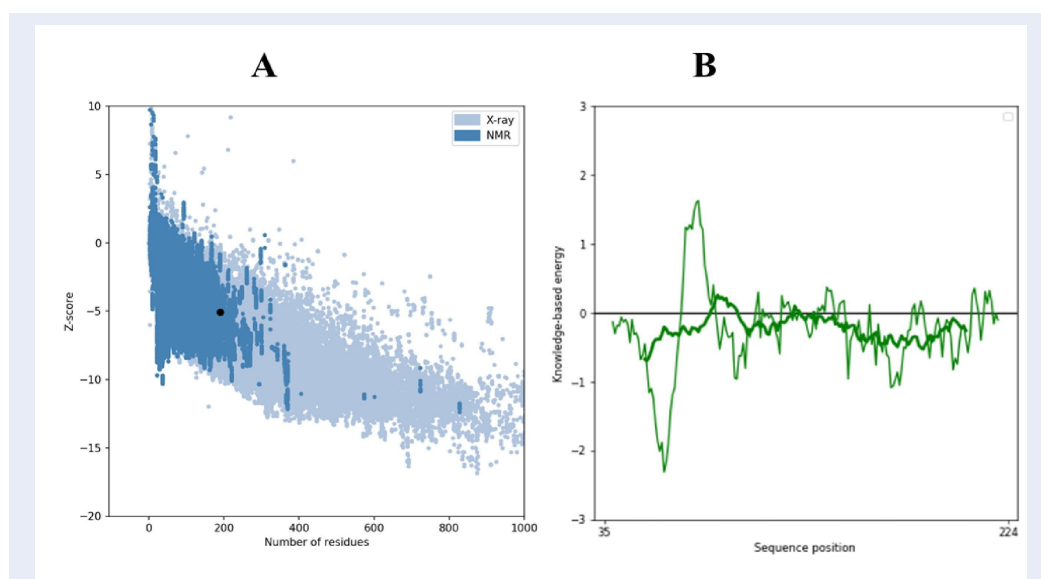 A
B
10
5
0
−5
−10
−15
−20
Z-score
0
200
400
600
800
1000
Number of residues
X-ray
NMR
3
2
1
0
−1
−2
−3
Knowledge-based energy
35
224
Sequence position